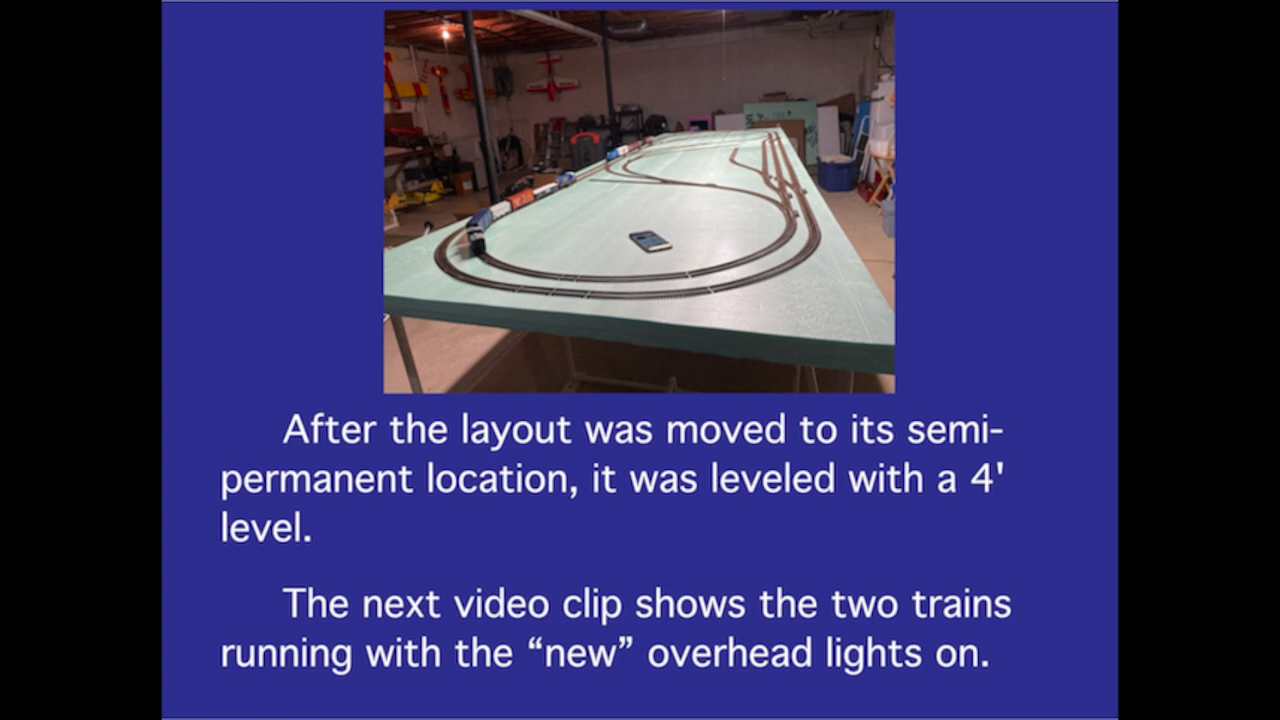 After the layout was moved to its semi-
permanent location, it was leveled with a 4'
level.
The next video clip shows the two trains
running with the “new” overhead lights on.